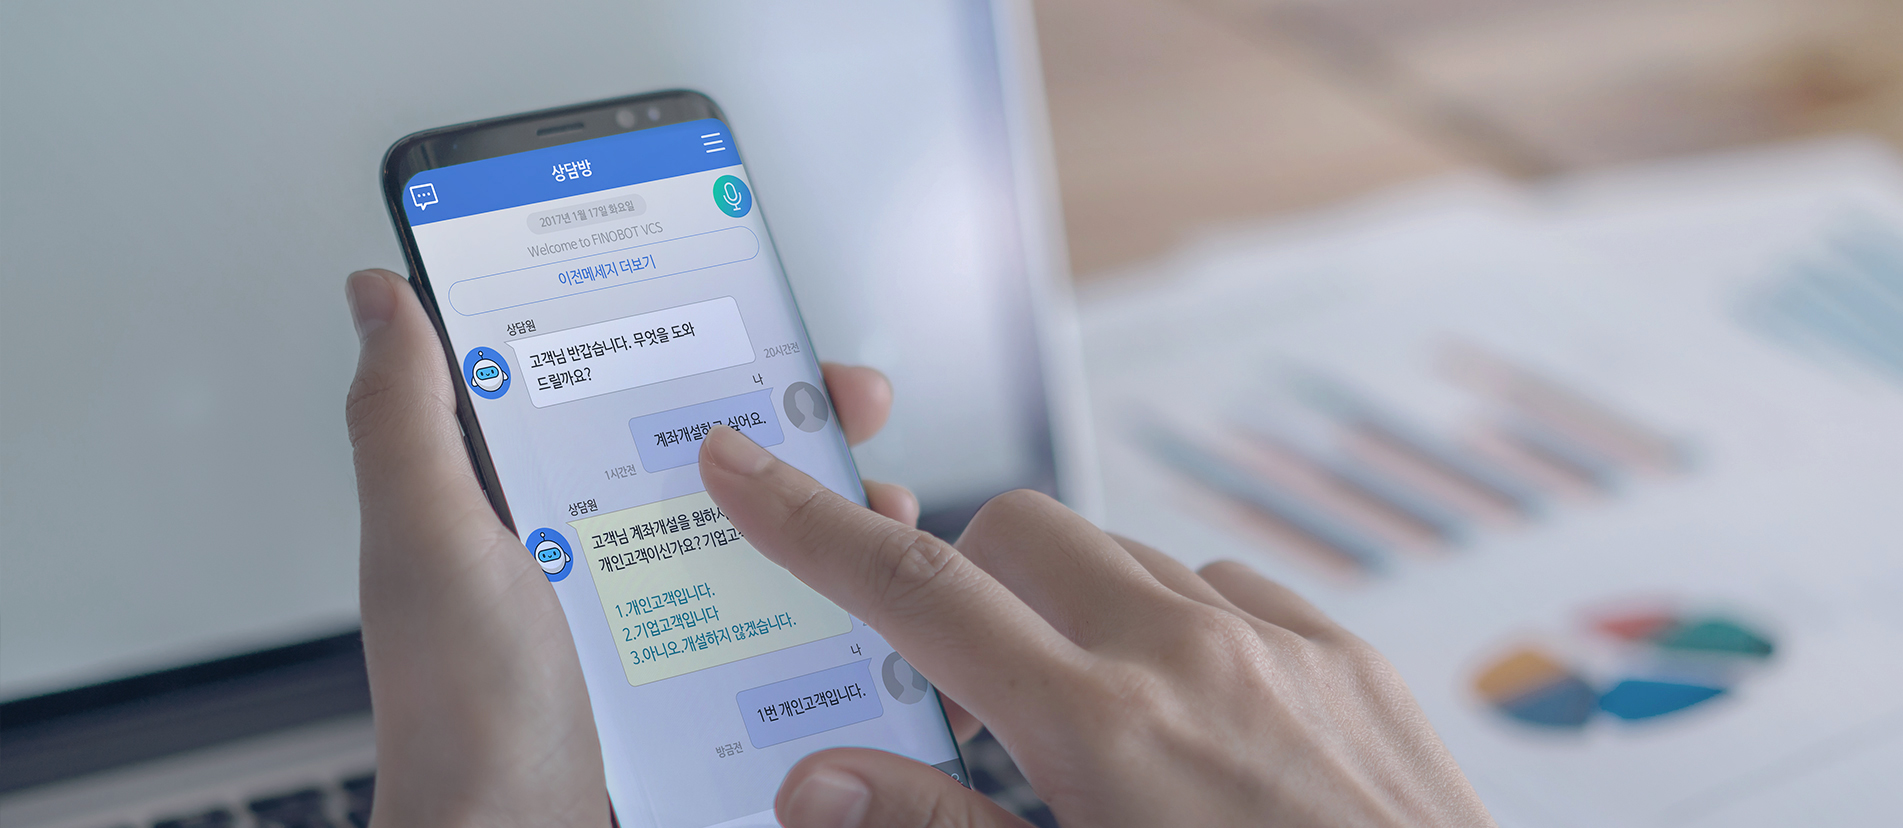 상담방
2017년 1월 17일 화요일
Welcome to FINOBOT VCS
이전메세지 더보기
상담원
고객님 반갑습니다. 무엇을 도와
드릴까요?
20시간전
나
계좌개설하고 싶어요.
1시간전
상담원
고객님 계좌개설을 원하시
개인고객이신가요? 기업고
1.개인고객입니다.
2.기업고객입니다
3.아니오.개설하지 않겠습니다.
나
1번 개인고객입니다.
방금전